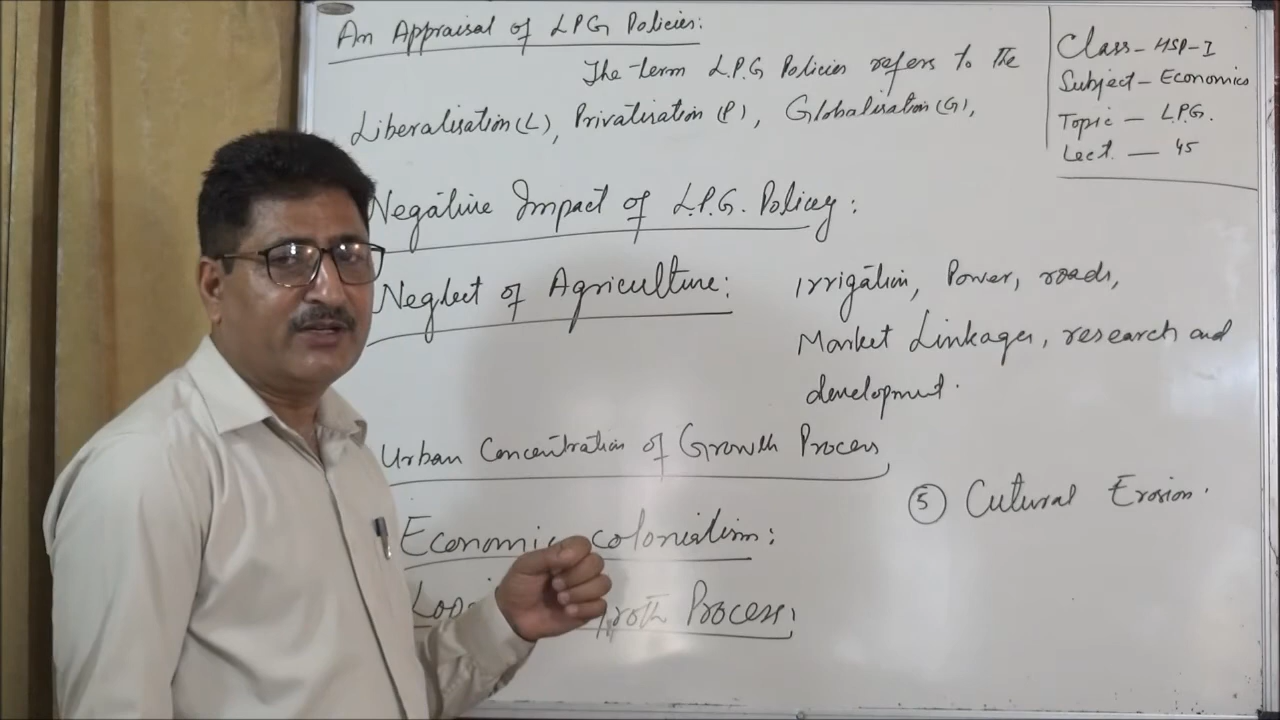 An Appraisal of L.P.G Policies:
The term L.P.G Policies refers to the
Liberalisation (L), Privatisation (P), Globalisation (G),
Class - HSP-I
Subject - Economics
Topic - L.P.G.
Lect. - 45
Negative Impact of L.P.G. Policy:
Neglect of Agriculture:
Irrigation, Power, roads,
Market Linkages, research and
development.
Urban Concentration of Growth Process
⑤ Cutural Erosion.
Economic colonialism:
Process.